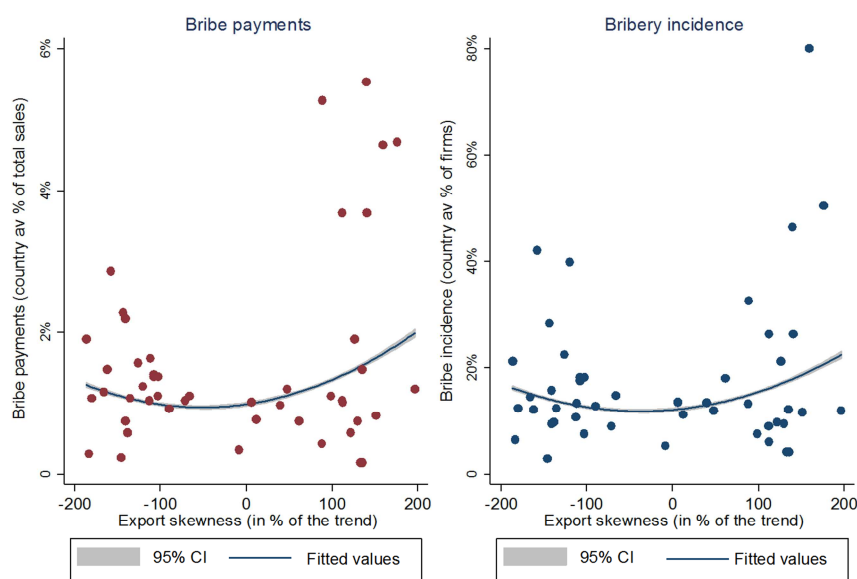 Bribe payments
Bribe payments (country av % of total sales)
6%
4%
2%
0
-200 -100 0 100 200
Export skewness (in % of the trend)
95% CI Fitted values
Bribery incidence
Bribe incidence (country av % of firms)
80%
60%
40%
20%
0
-200 -100 0 100 200
Export skewness (in % of the trend)
95% CI Fitted values